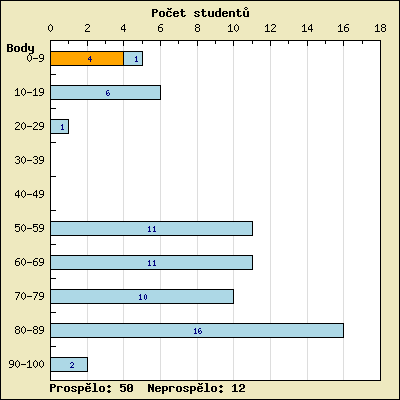 Počet studentů
0 2 4 6 8 10 12 14 16 18
Body
0-9 4 1
10-19 6
20-29 1
30-39
40-49
50-59 11
60-69 11
70-79 10
80-89 16
90-100 2
Prospělo: 50 Neprospělo: 12